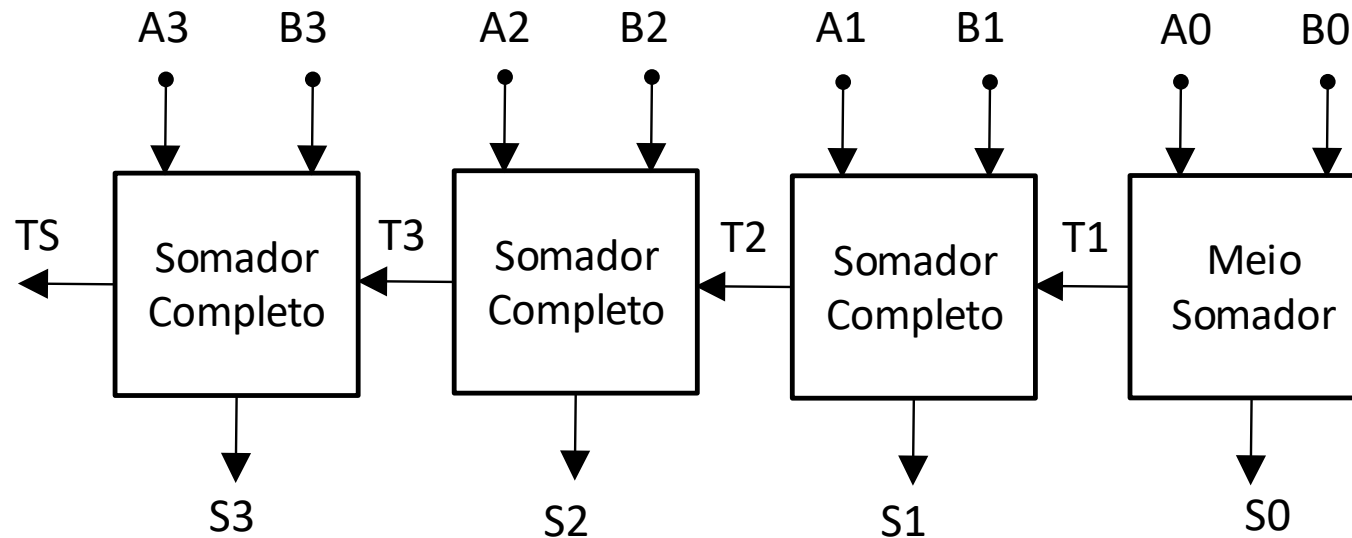 A3 B3 A2 B2 A1 B1 A0 B0
TS T3 T2 T1
Somador
Completo
Somador
Completo
Somador
Completo
Meio
Somador
S3 S2 S1 S0